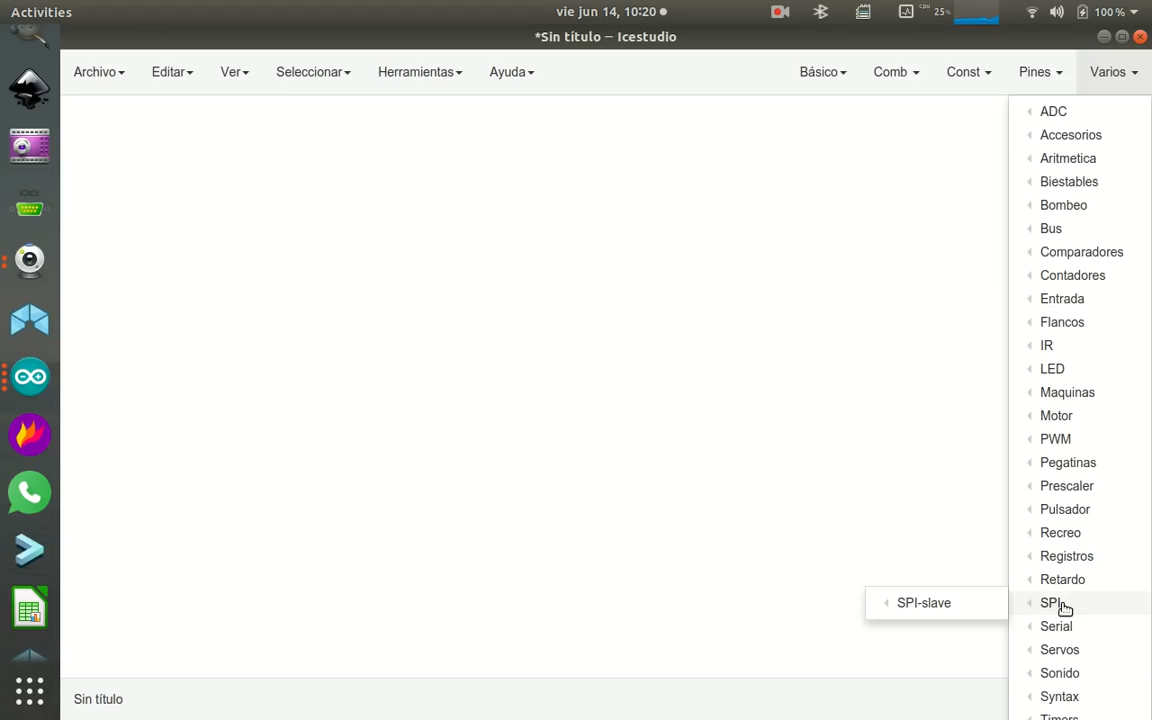 Activities
vie jun 14, 10:20
cpu 25%
100%
*Sin título – Icestudio
Archivo Editar Ver Seleccionar Herramientas Ayuda Básico Comb Const Pines Varios
ADC
Accesorios
Aritmetica
Biestables
Bombeo
Bus
Comparadores
Contadores
Entrada
Flancos
IR
LED
Maquinas
Motor
PWM
Pegatinas
Prescaler
Pulsador
Recreo
Registros
Retardo
SPI-slave SPI
Serial
Servos
Sonido
Syntax
Timers
Sin título